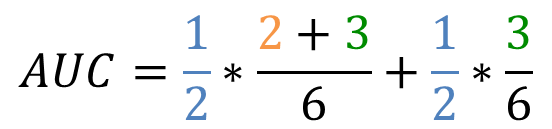 AUC = 1/2 * (2 + 3)/6 + 1/2 * 3/6